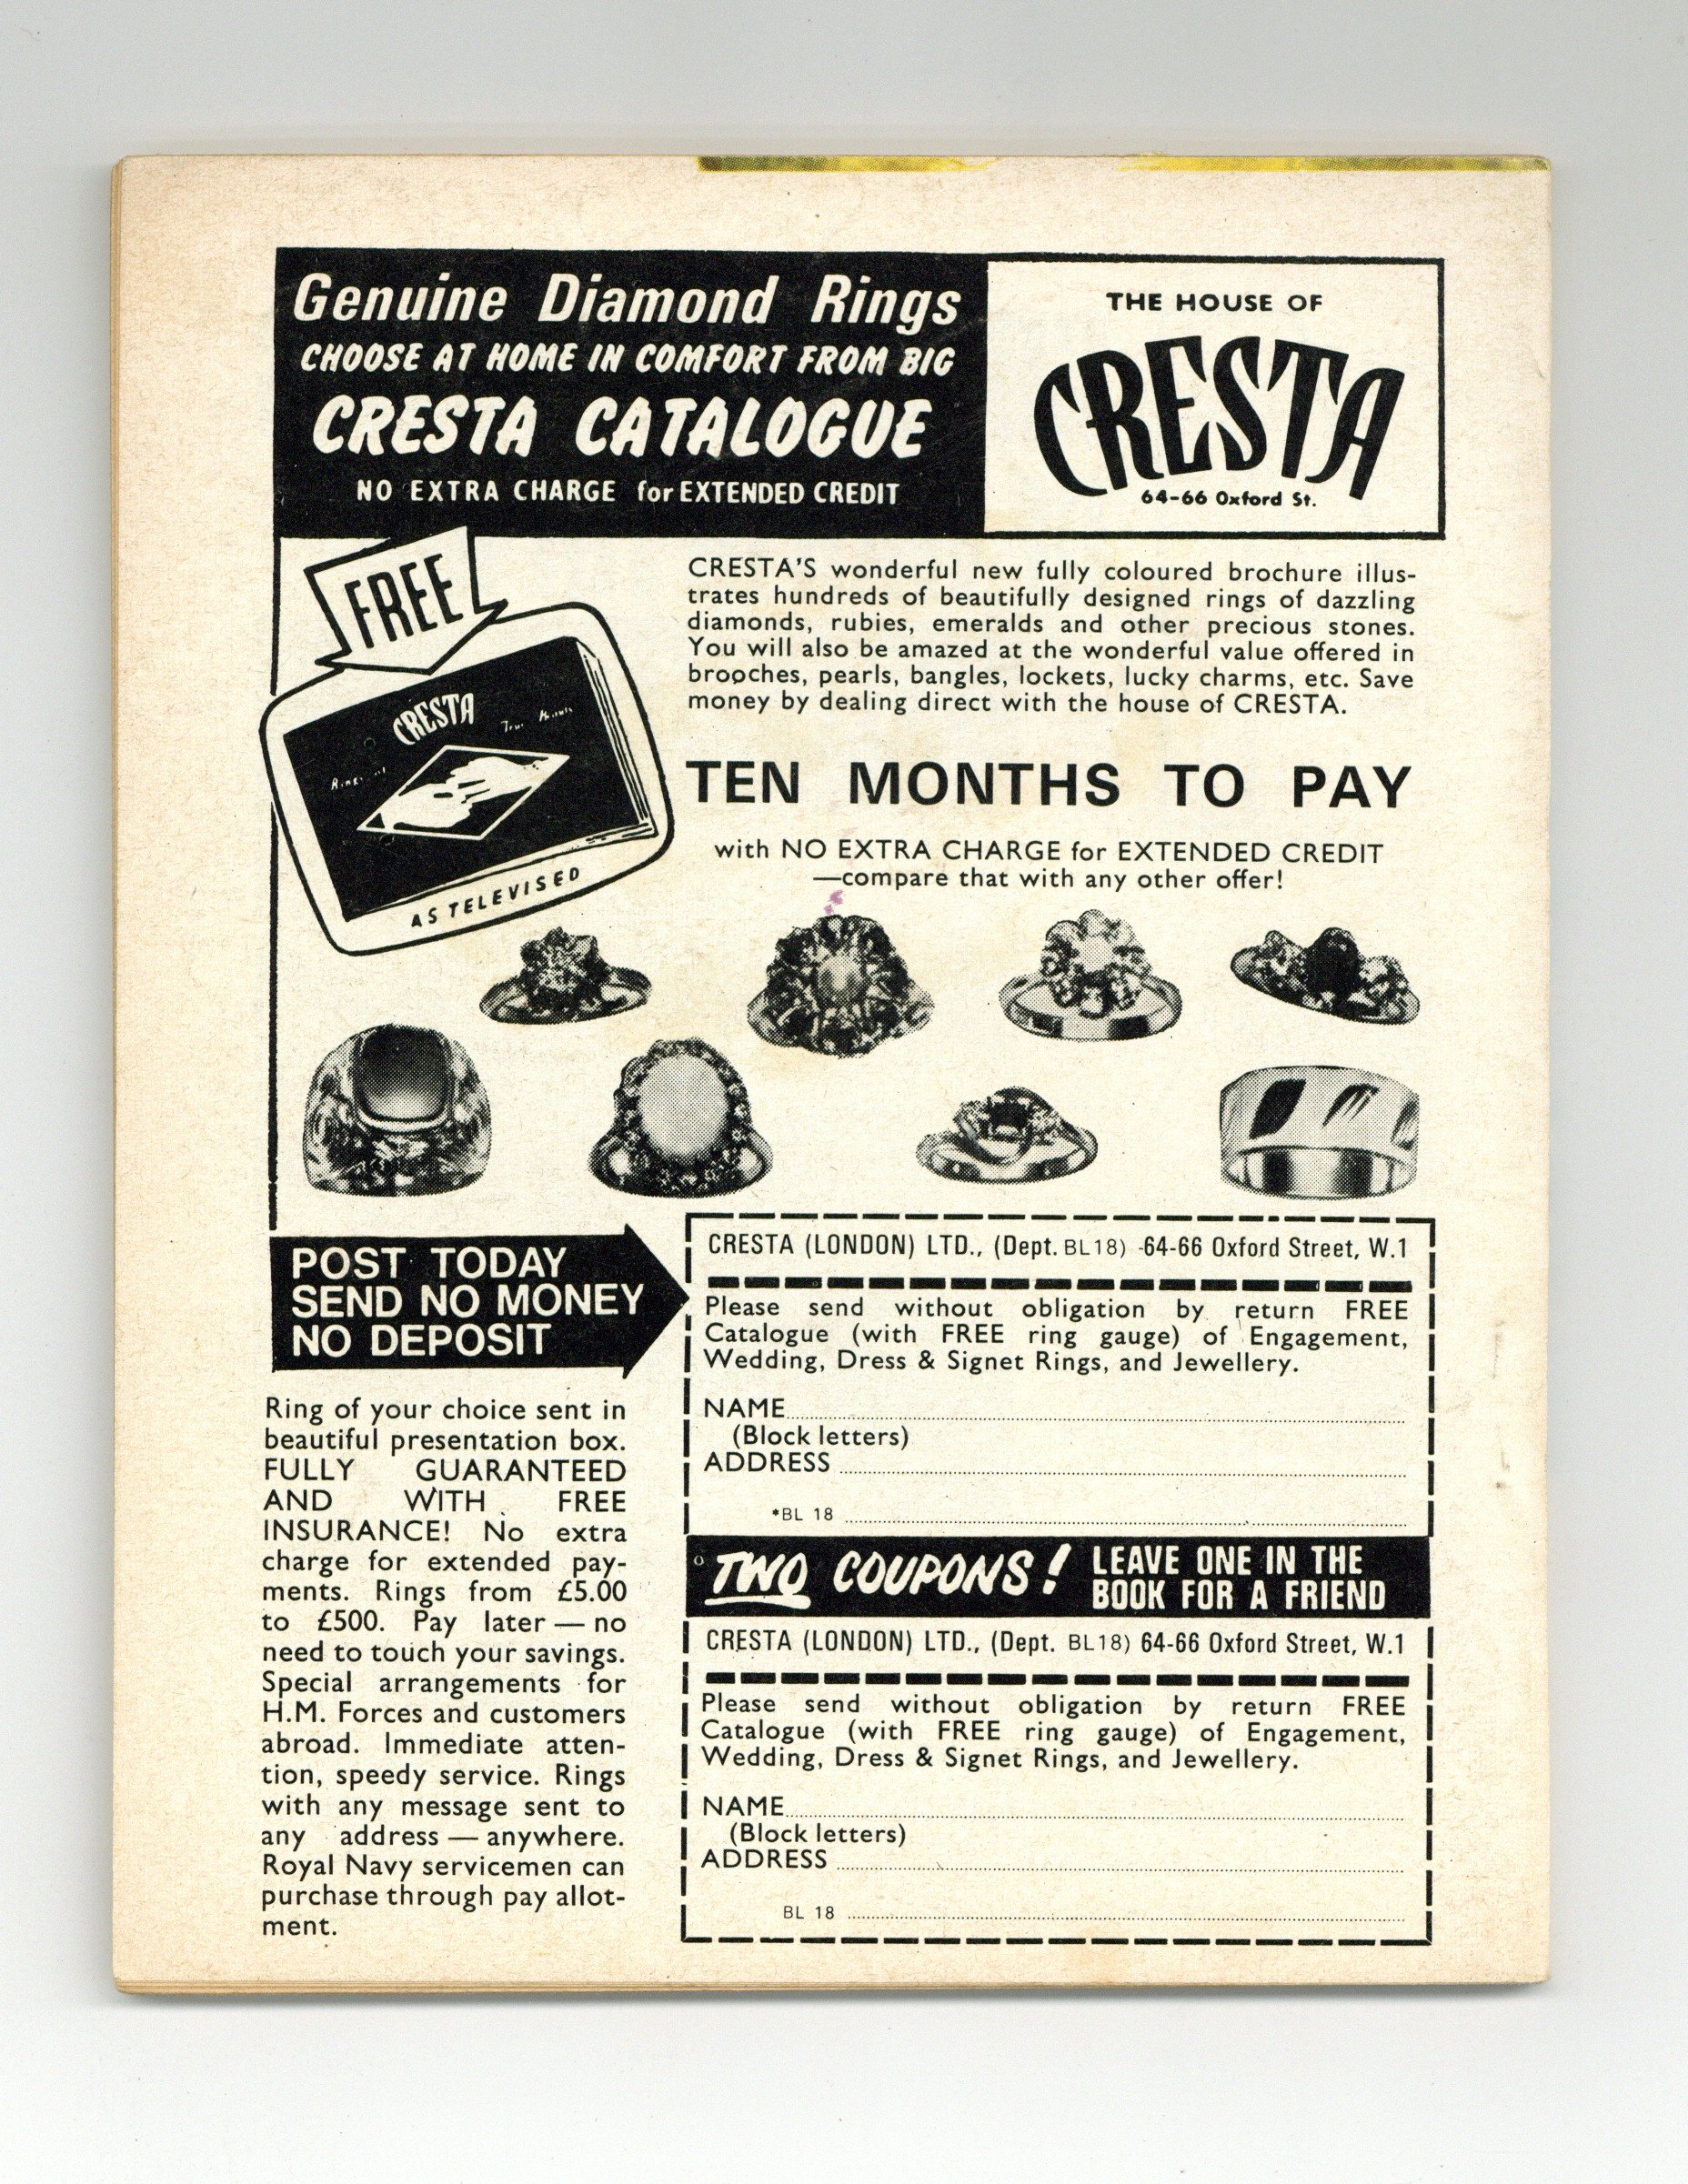 Genuine Diamond Rings
CHOOSE AT HOME IN COMFORT FROM BIG
CRESTA CATALOGUE
NO EXTRA CHARGE for EXTENDED CREDIT
THE HOUSE OF
CRESTA
64-66 Oxford St.
FREE
CRESTA
AS TELEVISED
CRESTA'S wonderful new fully coloured brochure illus-
trates hundreds of beautifully designed rings of dazzling
diamonds, rubies, emeralds and other precious stones.
You will also be amazed at the wonderful value offered in
brooches, pearls, bangles, lockets, lucky charms, etc. Save
money by dealing direct with the house of CRESTA.
TEN MONTHS TO PAY
with NO EXTRA CHARGE for EXTENDED CREDIT
—compare that with any other offer!
POST TODAY
SEND NO MONEY
NO DEPOSIT
Ring of your choice sent in
beautiful presentation box.
FULLY GUARANTEED
AND WITH FREE
INSURANCE! No extra
charge for extended pay-
ments. Rings from £5.00
to £500. Pay later — no
need to touch your savings.
Special arrangements for
H.M. Forces and customers
abroad. Immediate atten-
tion, speedy service. Rings
with any message sent to
any address — anywhere.
Royal Navy servicemen can
purchase through pay allot-
ment.
CRESTA (LONDON) LTD., (Dept. BL18) -64-66 Oxford Street, W.1
Please send without obligation by return FREE
Catalogue (with FREE ring gauge) of Engagement,
Wedding, Dress & Signet Rings, and Jewellery.
NAME
(Block letters)
ADDRESS
*BL 18
TWO COUPONS! LEAVE ONE IN THE
BOOK FOR A FRIEND
CRESTA (LONDON) LTD., (Dept. BL18) 64-66 Oxford Street, W.1
Please send without obligation by return FREE
Catalogue (with FREE ring gauge) of Engagement,
Wedding, Dress & Signet Rings, and Jewellery.
NAME
(Block letters)
ADDRESS
BL 18